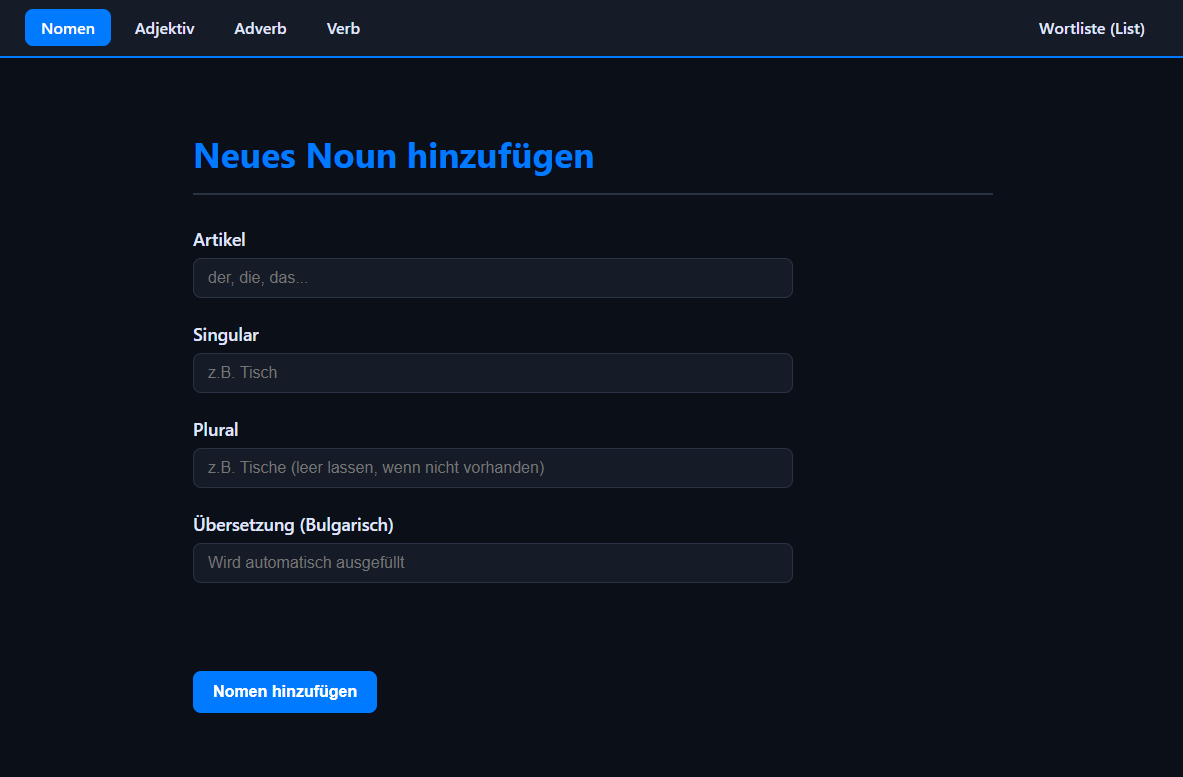 Nomen Adjektiv Adverb Verb Wortliste (List)
Neues Noun hinzufügen
Artikel
der, die, das...
Singular
z.B. Tisch
Plural
z.B. Tische (leer lassen, wenn nicht vorhanden)
Übersetzung (Bulgarisch)
Wird automatisch ausgefüllt
Nomen hinzufügen